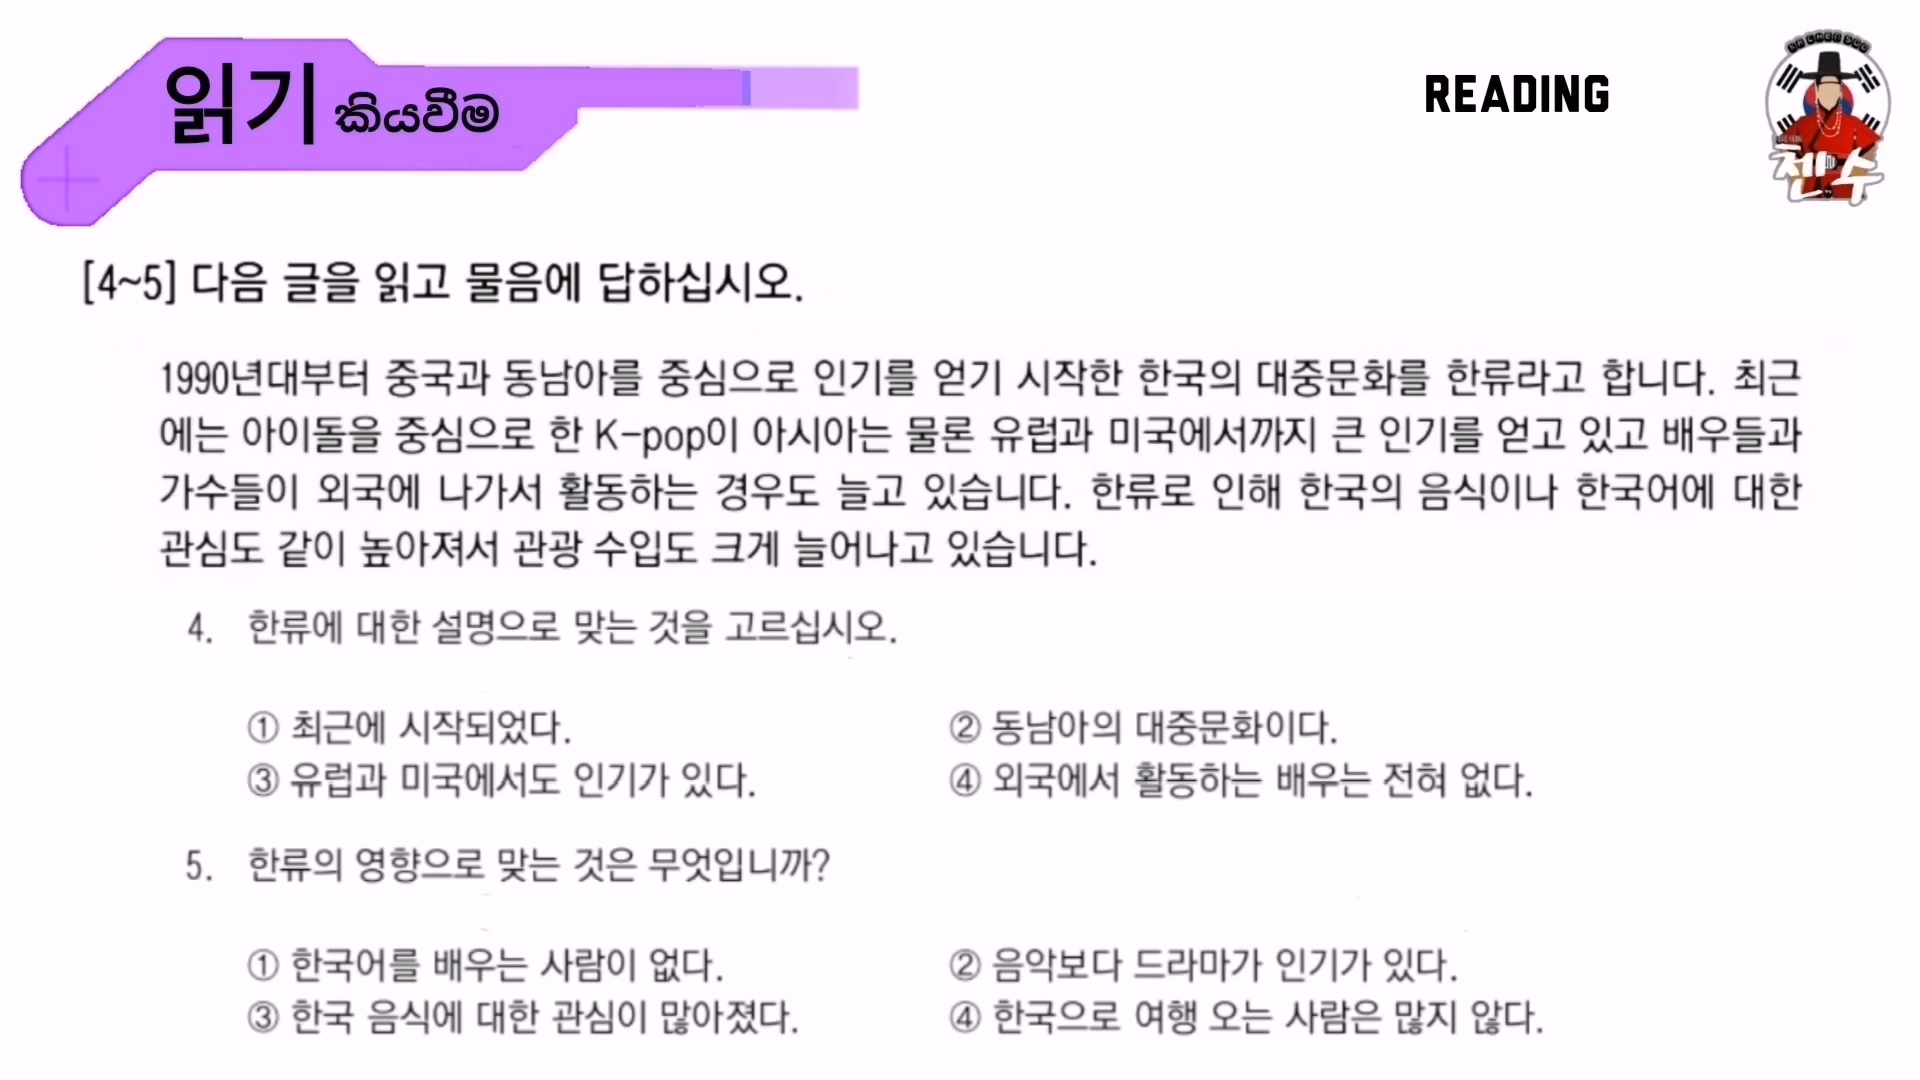 읽기 කියවීම
READING
첸수
[4~5] 다음 글을 읽고 물음에 답하십시오.
1990년대부터 중국과 동남아를 중심으로 인기를 얻기 시작한 한국의 대중문화를 한류라고 합니다. 최근
에는 아이돌을 중심으로 한 K-pop이 아시아는 물론 유럽과 미국에서까지 큰 인기를 얻고 있고 배우들과
가수들이 외국에 나가서 활동하는 경우도 늘고 있습니다. 한류로 인해 한국의 음식이나 한국어에 대한
관심도 같이 높아져서 관광 수입도 크게 늘어나고 있습니다.
4. 한류에 대한 설명으로 맞는 것을 고르십시오.
① 최근에 시작되었다. ② 동남아의 대중문화이다.
③ 유럽과 미국에서도 인기가 있다. ④ 외국에서 활동하는 배우는 전혀 없다.
5. 한류의 영향으로 맞는 것은 무엇입니까?
① 한국어를 배우는 사람이 없다. ② 음악보다 드라마가 인기가 있다.
③ 한국 음식에 대한 관심이 많아졌다. ④ 한국으로 여행 오는 사람은 많지 않다.